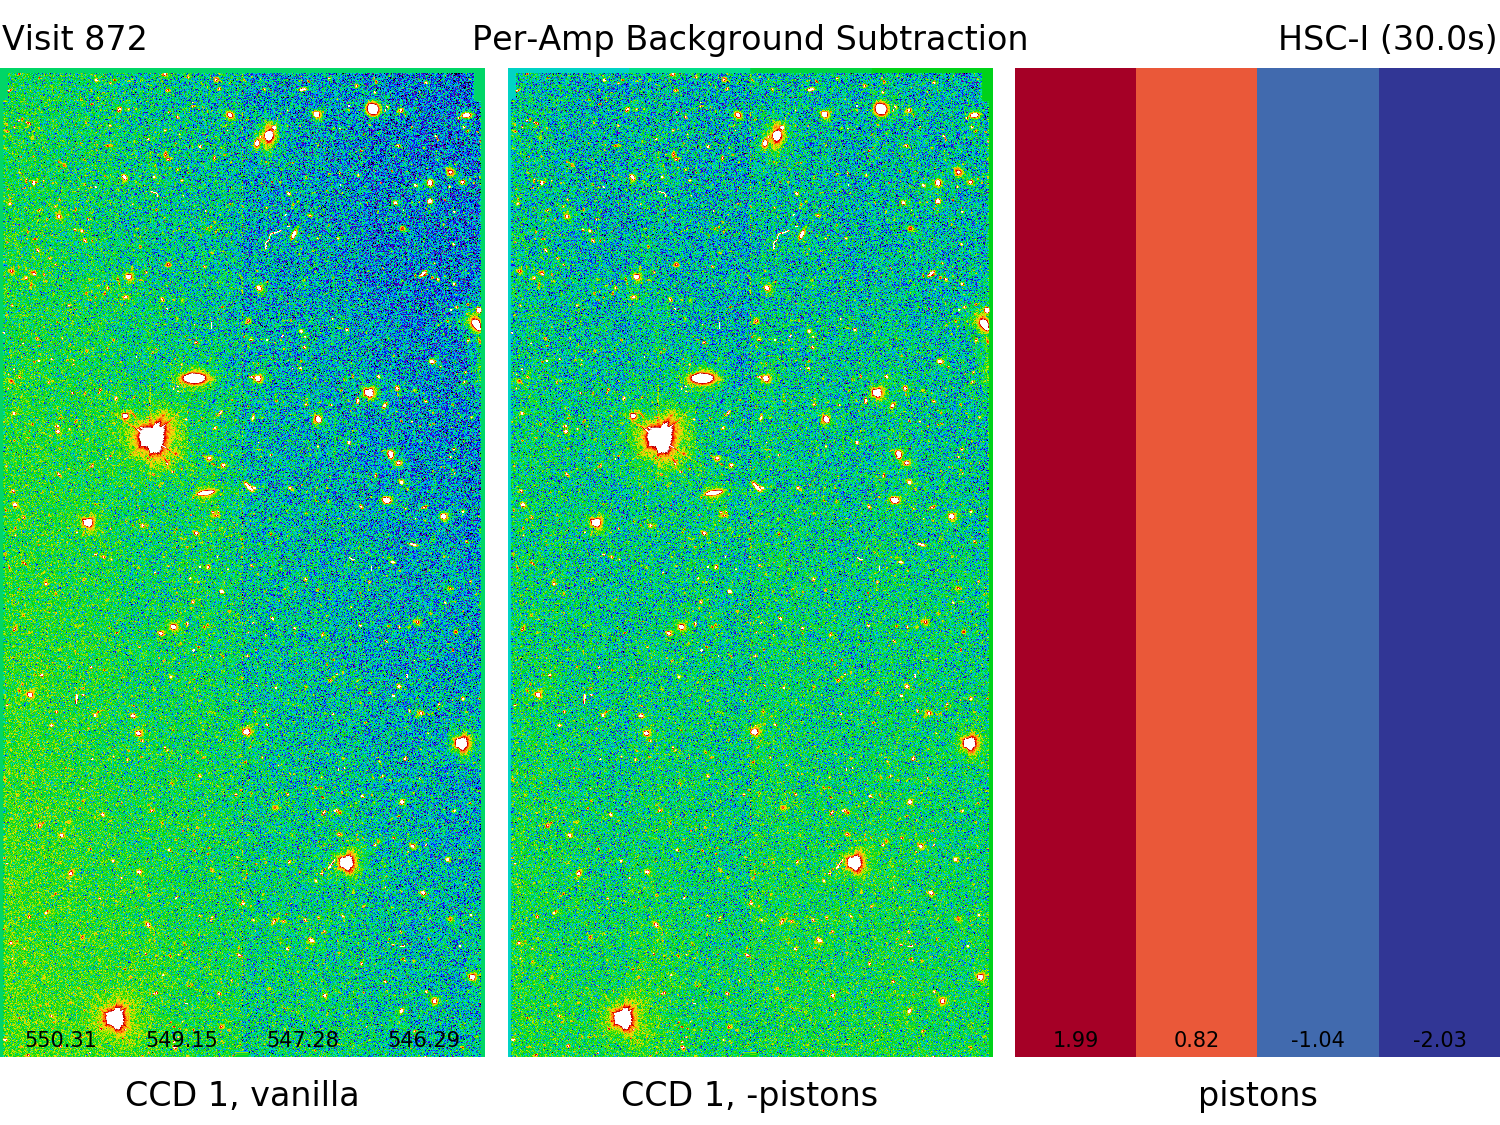 Visit 872 Per-Amp Background Subtraction HSC-I (30.0s)
550.31 549.15 547.28 546.29 1.99 0.82 -1.04 -2.03
CCD 1, vanilla CCD 1, -pistons pistons